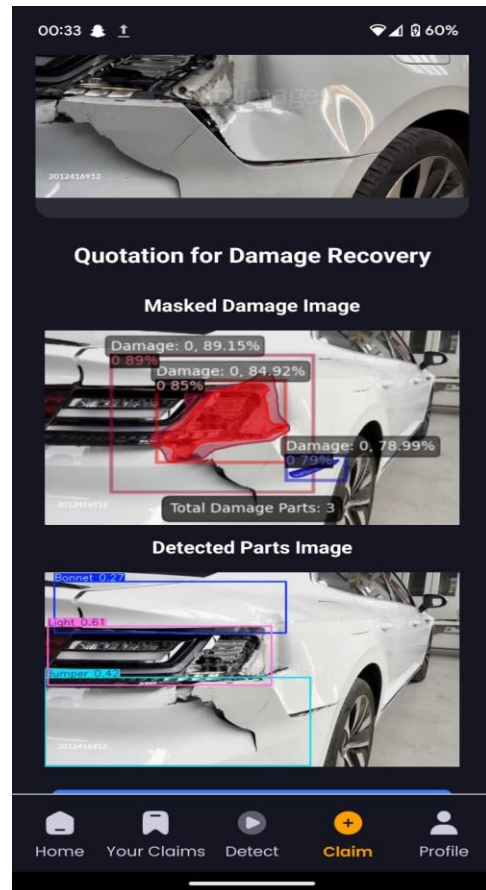 00:33
60%
Images
2012416912
Quotation for Damage Recovery
Masked Damage Image
Damage: 0, 89.15%
0 89%
Damage: 0, 84.92%
0 85%
Damage: 0, 78.99%
0 79%
Total Damage Parts: 3
2012416912
Detected Parts Image
Bonnet 0.27
Light 0.61
Bumper 0.42
2012416912
Home Your Claims Detect Claim Profile